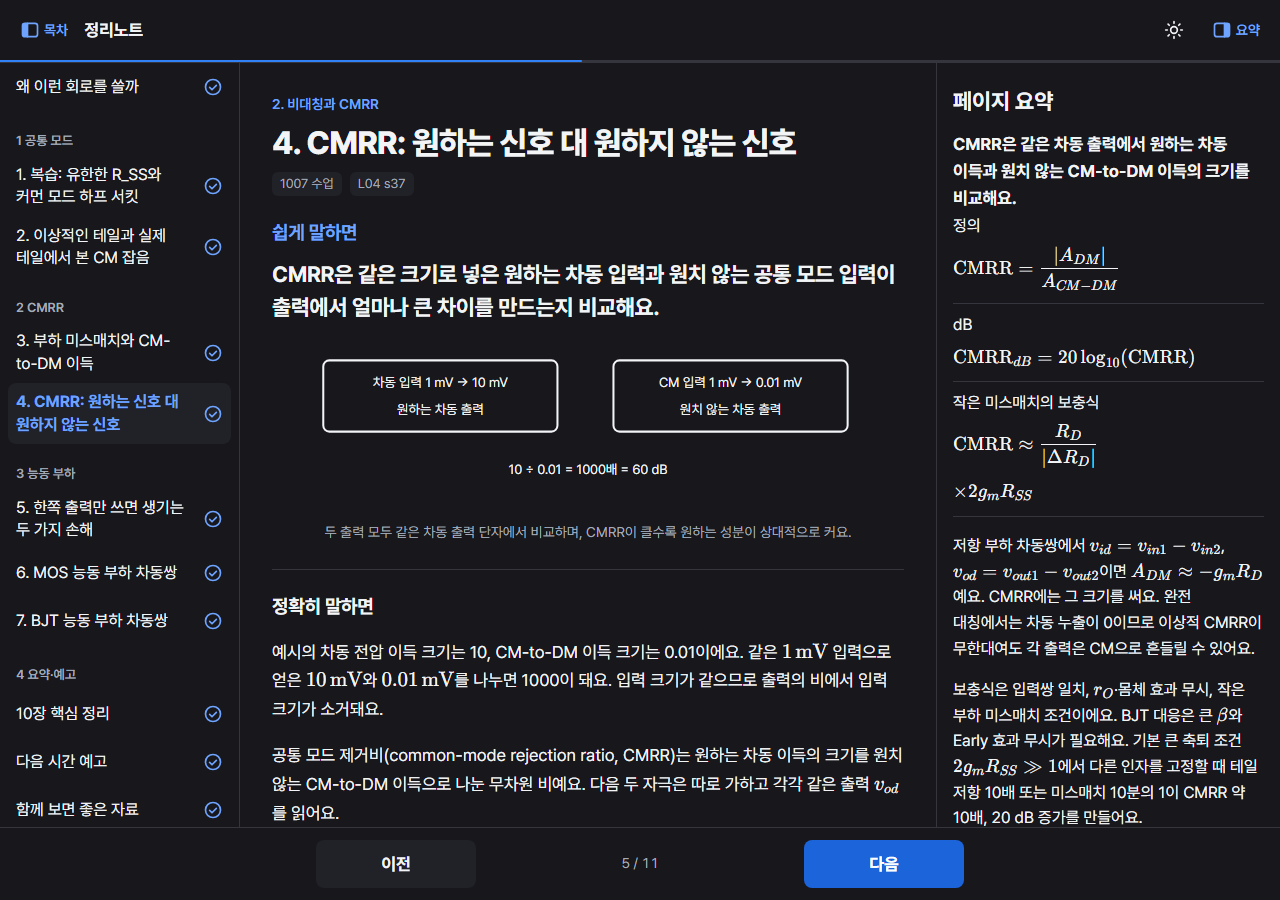 목차 정리노트
요약
왜 이런 회로를 쓸까
1 공통 모드
1. 복습: 유한한 R_SS와
커먼 모드 하프 서킷
2. 이상적인 테일과 실제
테일에서 본 CM 잡음
2 CMRR
3. 부하 미스매치와 CM-
to-DM 이득
4. CMRR: 원하는 신호 대
원하지 않는 신호
3 능동 부하
5. 한쪽 출력만 쓰면 생기는
두 가지 손해
6. MOS 능동 부하 차동쌍
7. BJT 능동 부하 차동쌍
4 요약·예고
10장 핵심 정리
다음 시간 예고
함께 보면 좋은 자료
2. 비대칭과 CMRR
4. CMRR: 원하는 신호 대 원하지 않는 신호
1007 수업 L04 s37
쉽게 말하면
CMRR은 같은 크기로 넣은 원하는 차동 입력과 원치 않는 공통 모드 입력이
출력에서 얼마나 큰 차이를 만드는지 비교해요.
차동 입력 1 mV → 10 mV
원하는 차동 출력
CM 입력 1 mV → 0.01 mV
원치 않는 차동 출력
10 ÷ 0.01 = 1000배 = 60 dB
두 출력 모두 같은 차동 출력 단자에서 비교하며, CMRR이 클수록 원하는 성분이 상대적으로 커요.
정확히 말하면
예시의 차동 전압 이득 크기는 10, CM-to-DM 이득 크기는 0.01이에요. 같은 1 mV 입력으로
얻은 10 mV와 0.01 mV를 나누면 1000이 돼요. 입력 크기가 같으므로 출력의 비에서 입력
크기가 소거돼요.
공통 모드 제거비(common-mode rejection ratio, CMRR)는 원하는 차동 이득의 크기를 원치
않는 CM-to-DM 이득으로 나눈 무차원 비예요. 다음 두 자극은 따로 가하고 각각 같은 출력 v_{od}
를 읽어요.
페이지 요약
CMRR은 같은 차동 출력에서 원하는 차동
이득과 원치 않는 CM-to-DM 이득의 크기를
비교해요.
정의
CMRR = |A_{DM}| / A_{CM-DM}
dB
CMRR_{dB} = 20 log_{10}(CMRR)
작은 미스매치의 보충식
CMRR ≈ R_D / |ΔR_D|
×2g_mR_{SS}
저항 부하 차동쌍에서 v_{id} = v_{in1} − v_{in2},
v_{od} = v_{out1} − v_{out2}이면 A_{DM} ≈ −g_mR_D
예요. CMRR에는 그 크기를 써요. 완전
대칭에서는 차동 누출이 0이므로 이상적 CMRR이
무한대여도 각 출력은 CM으로 흔들릴 수 있어요.
보충식은 입력쌍 일치, r_O·몸체 효과 무시, 작은
부하 미스매치 조건이에요. BJT 대응은 큰 β와
Early 효과 무시가 필요해요. 기본 큰 축퇴 조건
2g_mR_{SS} ≫ 1에서 다른 인자를 고정할 때 테일
저항 10배 또는 미스매치 10분의 1이 CMRR 약
10배, 20 dB 증가를 만들어요.
이전
5 / 11
다음